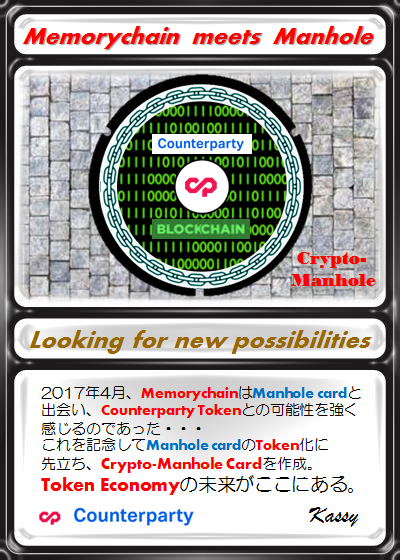 Memorychain meets Manhole
Counterparty
BLOCKCHAIN
Crypto-
Manhole
Looking for new possibilities
2017年4月、MemorychainはManhole cardと
出会い、Counterparty Tokenとの可能性を強く
感じるのであった・・・
これを記念してManhole cardのToken化に
先立ち、Crypto-Manhole Cardを作成。
Token Economyの未来がここにある。
Counterparty
Kassy